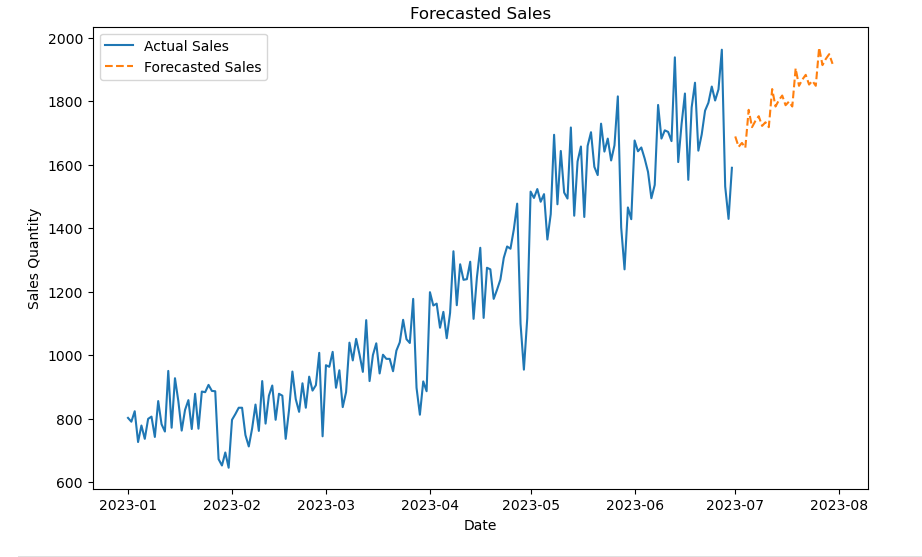 Forecasted Sales
Actual Sales
Forecasted Sales
2000
1800
1600
1400
1200
1000
800
600
Sales Quantity
2023-01 2023-02 2023-03 2023-04 2023-05 2023-06 2023-07 2023-08
Date